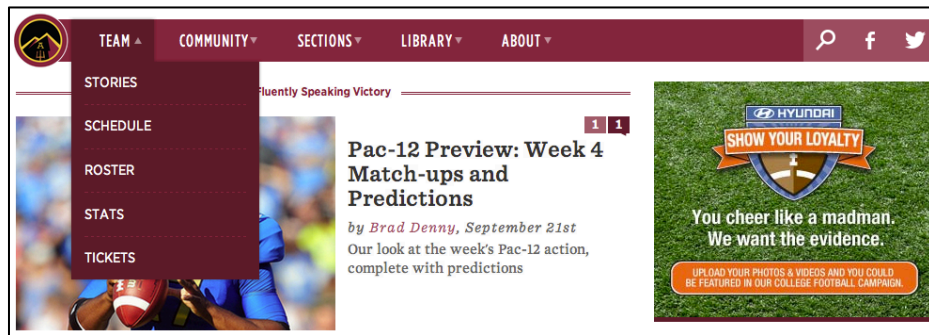 TEAM COMMUNITY SECTIONS LIBRARY ABOUT
STORIES
SCHEDULE
ROSTER
STATS
TICKETS
Fluently Speaking Victory
1 1
Pac-12 Preview: Week 4
Match-ups and
Predictions
by Brad Denny, September 21st
Our look at the week's Pac-12 action,
complete with predictions
HYUNDAI
SHOW YOUR LOYALTY
You cheer like a madman.
We want the evidence.
UPLOAD YOUR PHOTOS & VIDEOS AND YOU COULD
BE FEATURED IN OUR COLLEGE FOOTBALL CAMPAIGN.